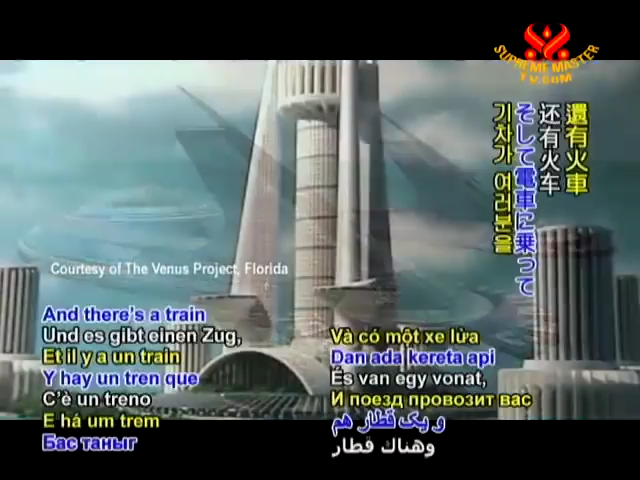 SUPREME MASTER
TV.COM
還有火車
还有火车
そして電車に乗って
기차가 여러분을
Courtesy of The Venus Project, Florida
And there's a train
Und es gibt einen Zug,
Et il y a un train
Y hay un tren que
C'è un treno
E há um trem
Бас таныг
Và có một xe lửa
Dan ada kereta api
És van egy vonat,
И поезд провозит вас
و یک قطار هم
وهناك قطار